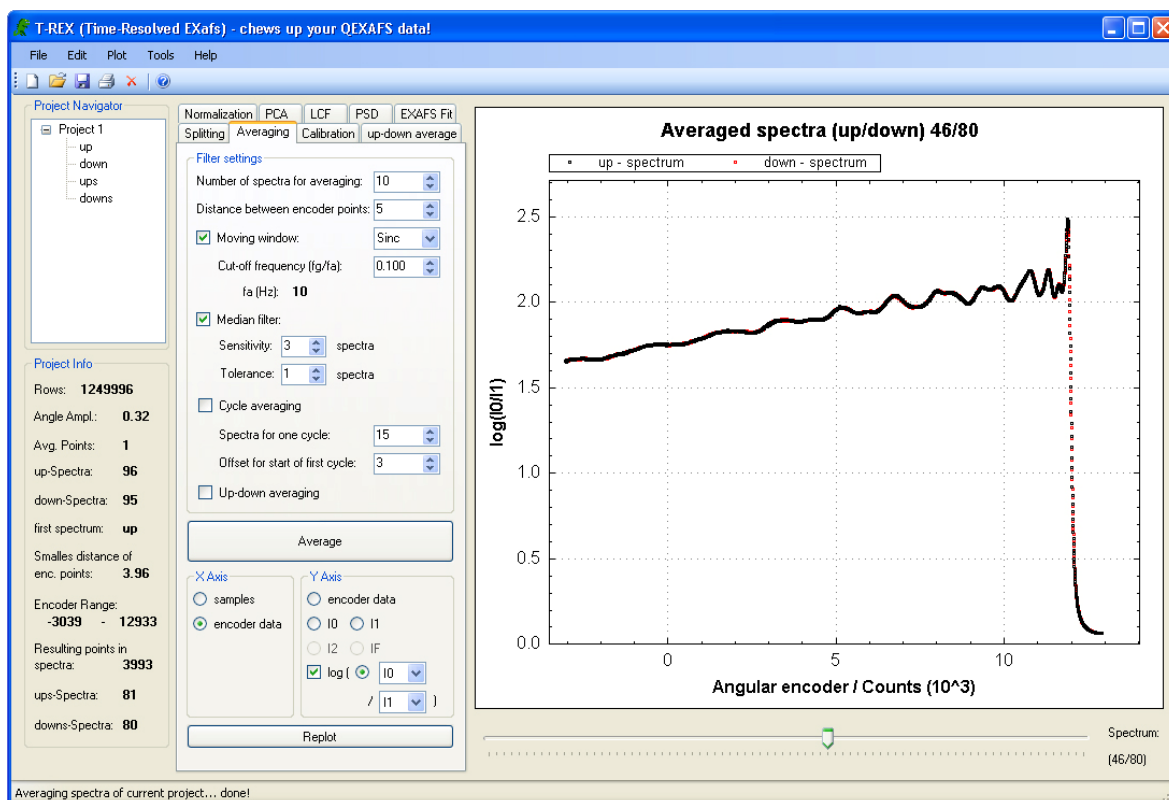 T-REX (Time-Resolved EXafs) - chews up your QEXAFS data!
File Edit Plot Tools Help
Project Navigator
Project 1
up
down
ups
downs
Project Info
Rows: 1249996
Angle Ampl.: 0.32
Avg. Points: 1
up-Spectra: 96
down-Spectra: 95
first spectrum: up
Smalles distance of
enc. points: 3.96
Encoder Range:
-3039 - 12933
Resulting points in
spectra: 3993
ups-Spectra: 81
downs-Spectra: 80
Normalization PCA LCF PSD EXAFS Fit
Splitting Averaging Calibration up-down average
Filter settings
Number of spectra for averaging: 10
Distance between encoder points: 5
Moving window: Sinc
Cut-off frequency (fg/fa): 0.100
fa (Hz): 10
Median filter:
Sensitivity: 3 spectra
Tolerance: 1 spectra
Cycle averaging
Spectra for one cycle: 15
Offset for start of first cycle: 3
Up-down averaging
Average
X Axis
samples
encoder data
Y Axis
encoder data
I0 I1
I2 IF
log ( I0
/ I1 )
Replot
Averaged spectra (up/down) 46/80
up - spectrum down - spectrum
2.5
2.0
1.5
1.0
0.5
0.0
log(I0/I1)
0 5 10
Angular encoder / Counts (10^3)
Spectrum:
(46/80)
Averaging spectra of current project... done!